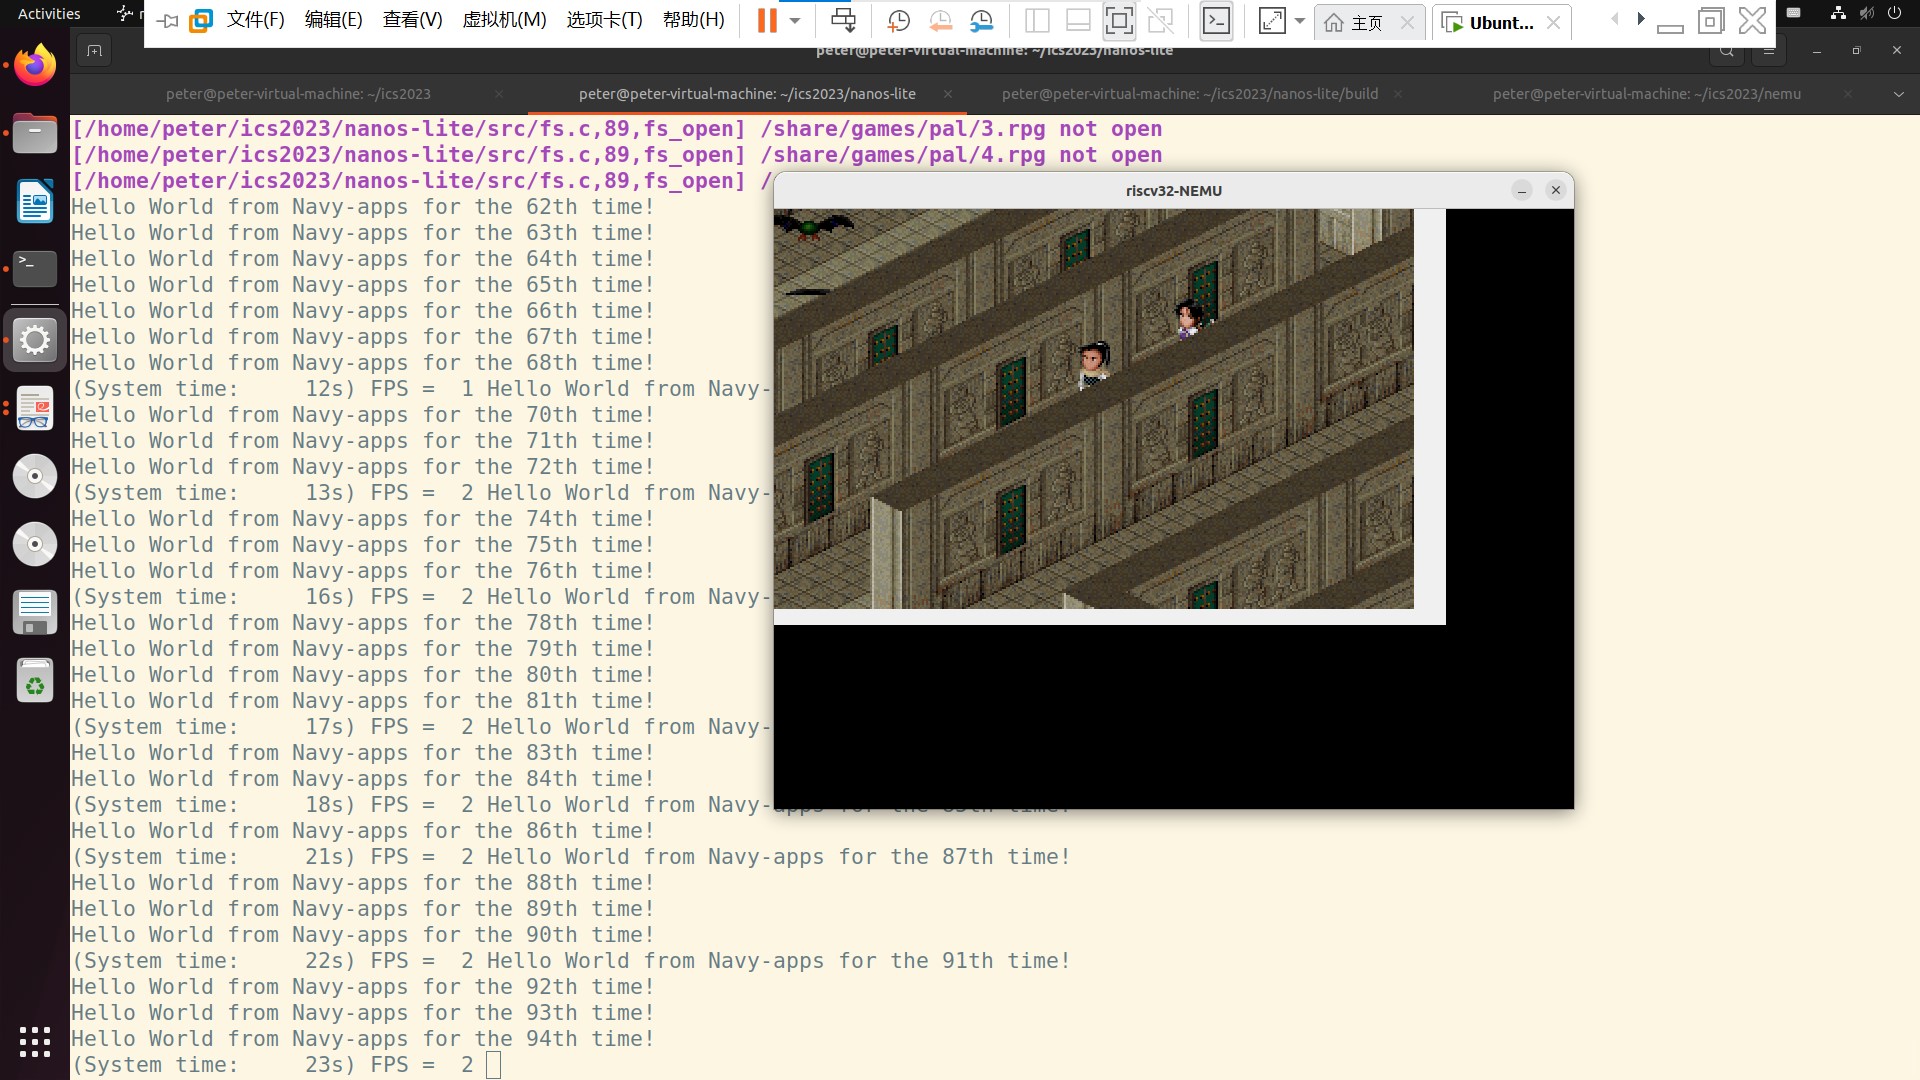 Activities
文件(F) 编辑(E) 查看(V) 虚拟机(M) 选项卡(T) 帮助(H)
主页
Ubunt...
peter@peter-virtual-machine: ~/ics2023/nanos-lite
peter@peter-virtual-machine: ~/ics2023
peter@peter-virtual-machine: ~/ics2023/nanos-lite
peter@peter-virtual-machine: ~/ics2023/nanos-lite/build
peter@peter-virtual-machine: ~/ics2023/nemu
[/home/peter/ics2023/nanos-lite/src/fs.c,89,fs_open] /share/games/pal/3.rpg not open
[/home/peter/ics2023/nanos-lite/src/fs.c,89,fs_open] /share/games/pal/4.rpg not open
[/home/peter/ics2023/nanos-lite/src/fs.c,89,fs_open] /
riscv32-NEMU
Hello World from Navy-apps for the 62th time!
Hello World from Navy-apps for the 63th time!
Hello World from Navy-apps for the 64th time!
Hello World from Navy-apps for the 65th time!
Hello World from Navy-apps for the 66th time!
Hello World from Navy-apps for the 67th time!
Hello World from Navy-apps for the 68th time!
(System time: 12s) FPS = 1 Hello World from Navy-
Hello World from Navy-apps for the 70th time!
Hello World from Navy-apps for the 71th time!
Hello World from Navy-apps for the 72th time!
(System time: 13s) FPS = 2 Hello World from Navy-
Hello World from Navy-apps for the 74th time!
Hello World from Navy-apps for the 75th time!
Hello World from Navy-apps for the 76th time!
(System time: 16s) FPS = 2 Hello World from Navy-
Hello World from Navy-apps for the 78th time!
Hello World from Navy-apps for the 79th time!
Hello World from Navy-apps for the 80th time!
Hello World from Navy-apps for the 81th time!
(System time: 17s) FPS = 2 Hello World from Navy-
Hello World from Navy-apps for the 83th time!
Hello World from Navy-apps for the 84th time!
(System time: 18s) FPS = 2 Hello World from Navy-apps for the 85th time!
Hello World from Navy-apps for the 86th time!
(System time: 21s) FPS = 2 Hello World from Navy-apps for the 87th time!
Hello World from Navy-apps for the 88th time!
Hello World from Navy-apps for the 89th time!
Hello World from Navy-apps for the 90th time!
(System time: 22s) FPS = 2 Hello World from Navy-apps for the 91th time!
Hello World from Navy-apps for the 92th time!
Hello World from Navy-apps for the 93th time!
Hello World from Navy-apps for the 94th time!
(System time: 23s) FPS = 2